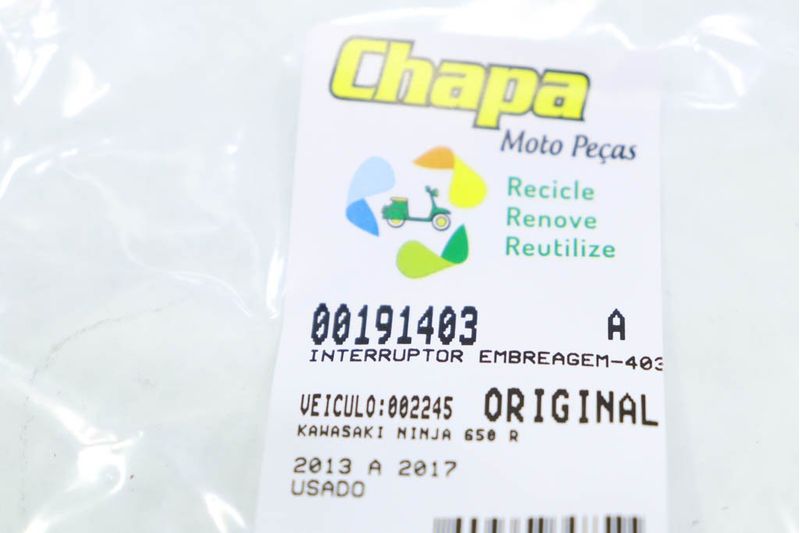 Chapa
Moto Peças
Recicle
Renove
Reutilize
00191403 A
INTERRUPTOR EMBREAGEM-403
VEICULO:002245 ORIGINAL
KAWASAKI NINJA 650 R
2013 A 2017
USADO